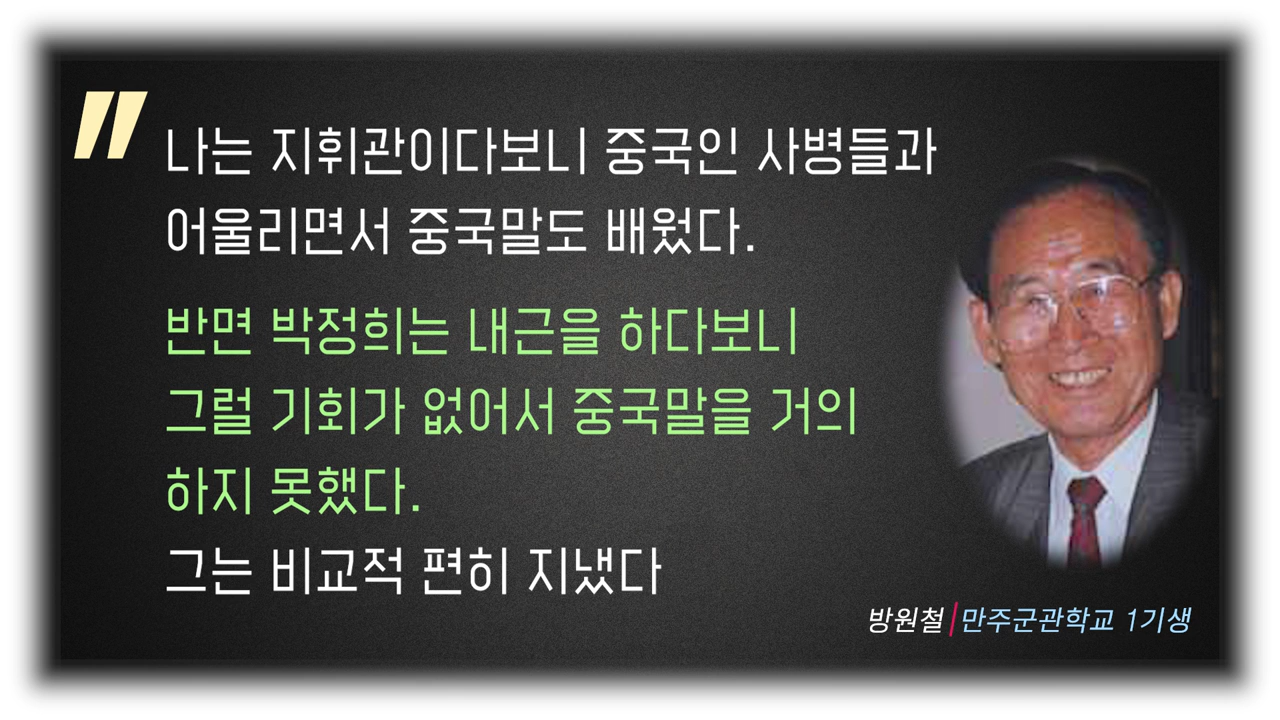 "
나는 지휘관이다보니 중국인 사병들과
어울리면서 중국말도 배웠다.
반면 박정희는 내근을 하다보니
그럴 기회가 없어서 중국말을 거의
하지 못했다.
그는 비교적 편히 지냈다
방원철|만주군관학교 1기생